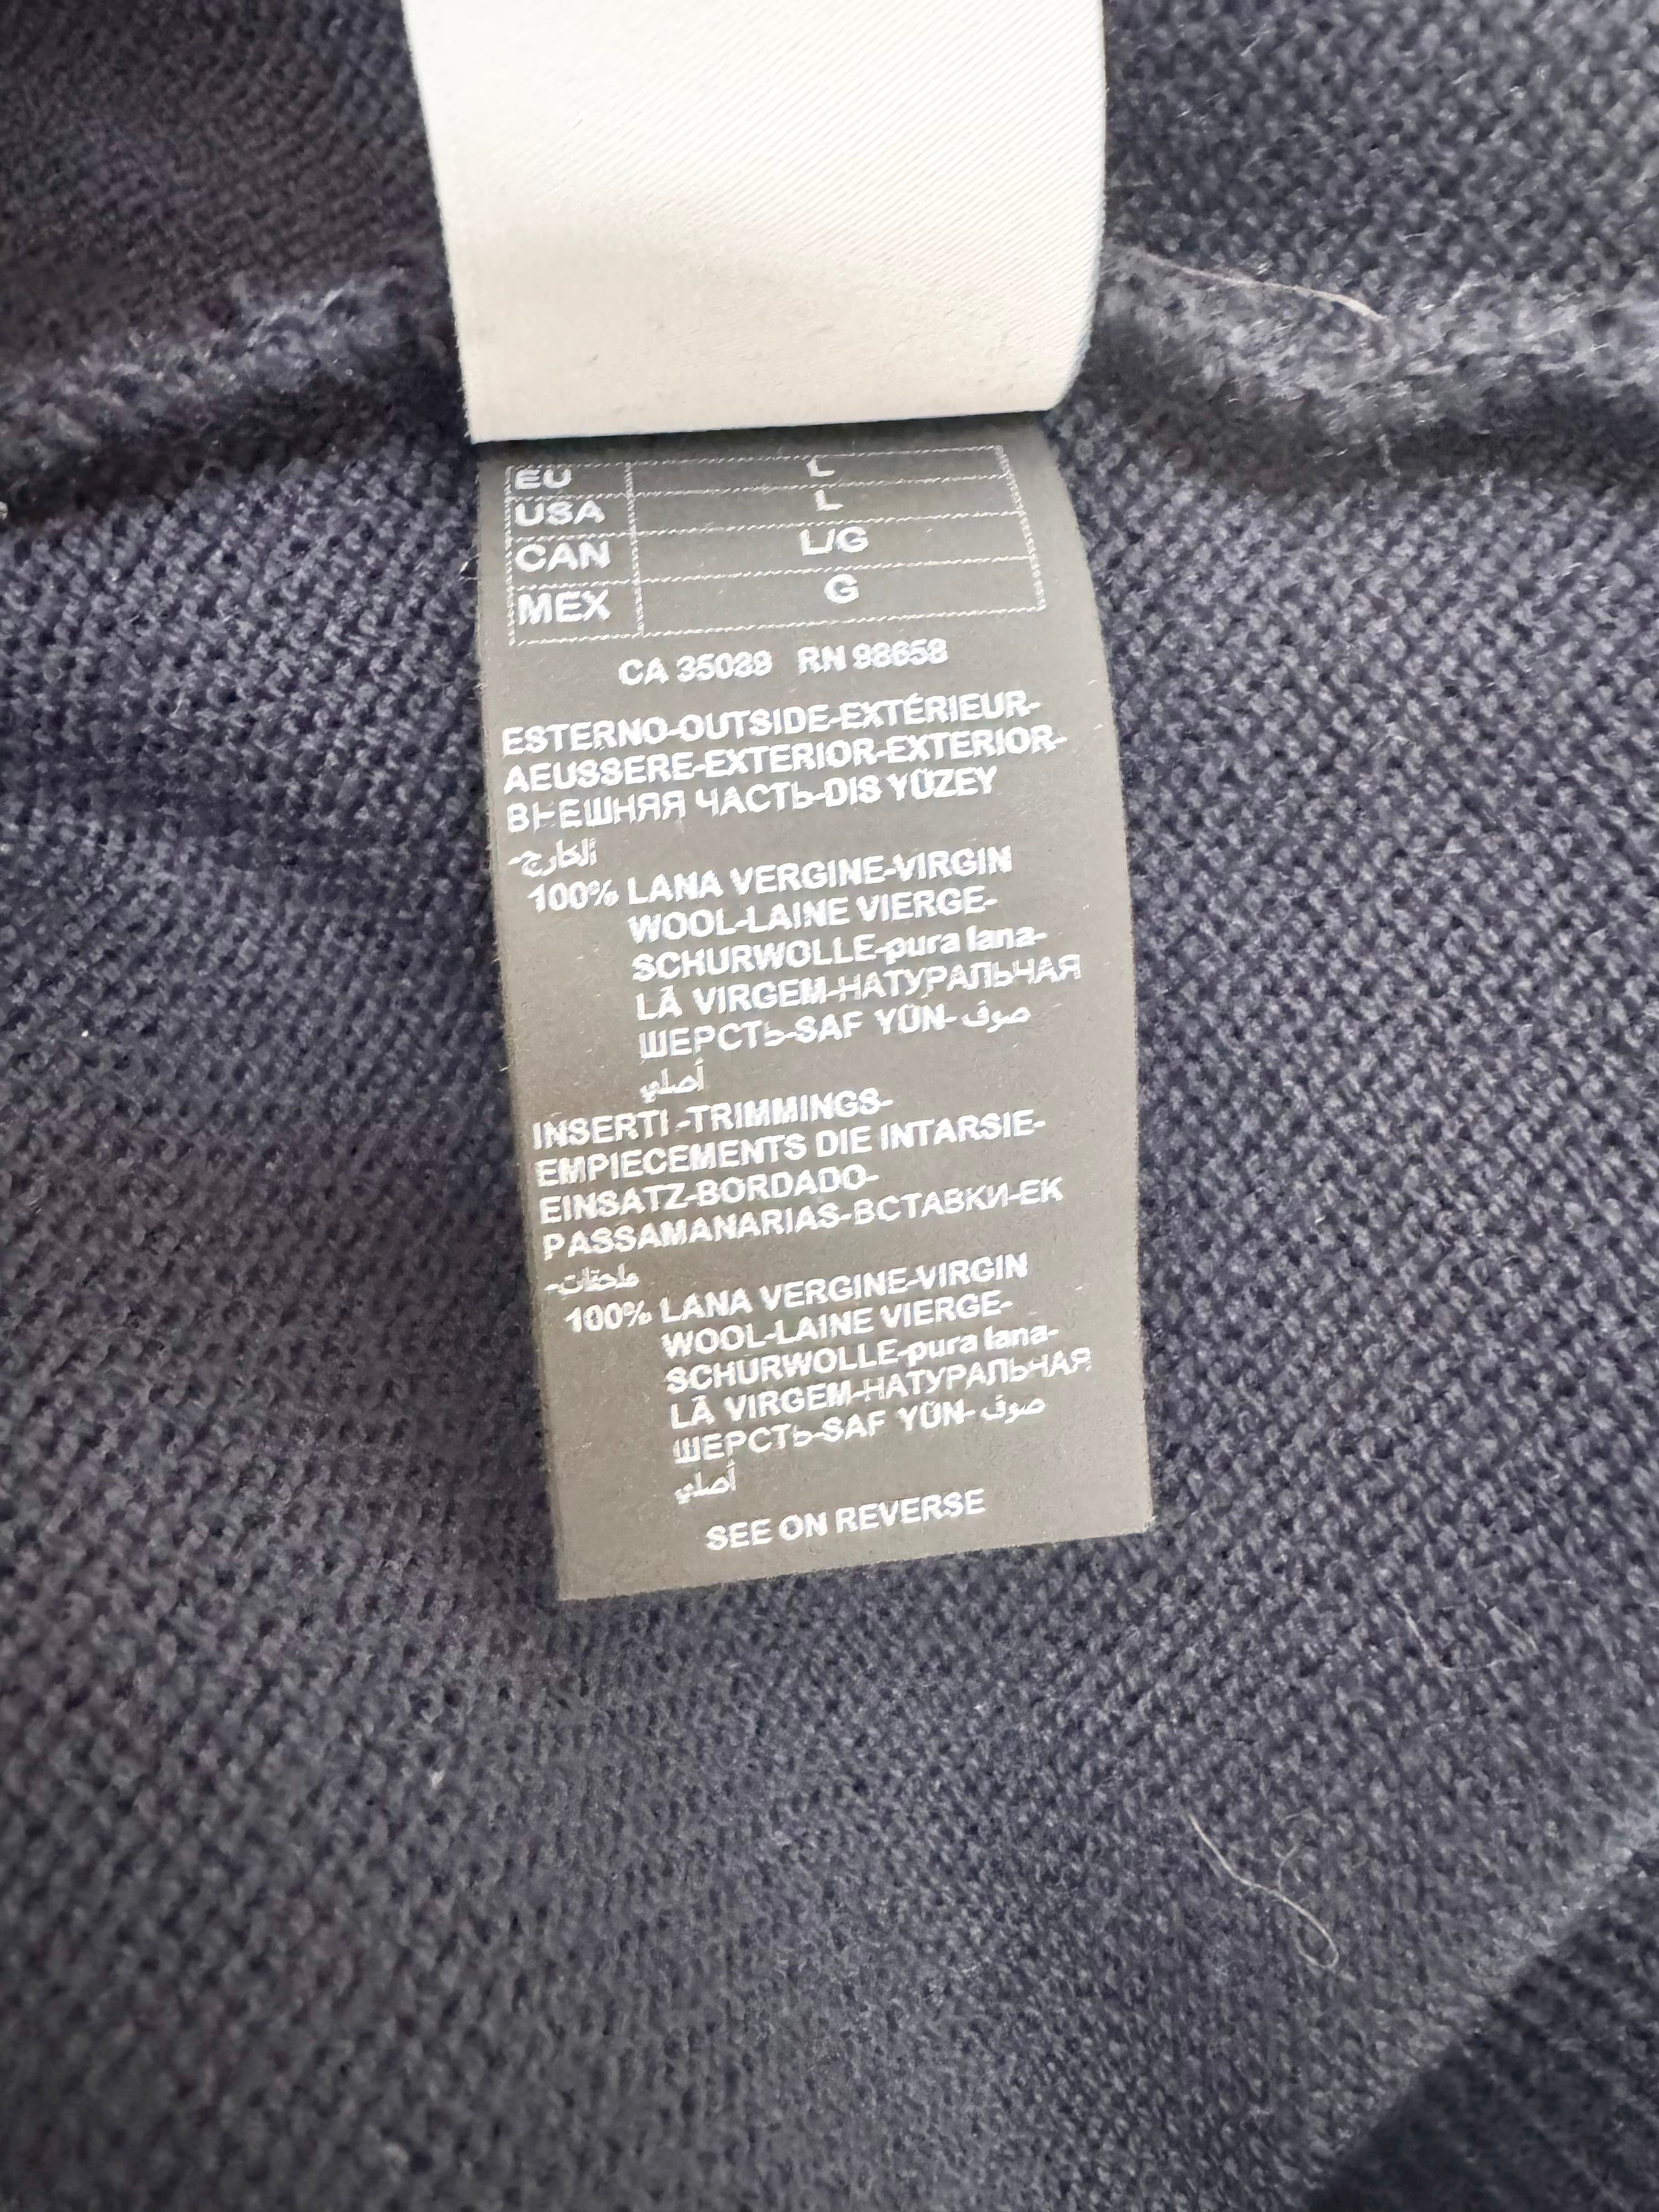 EU L
USA L
CAN L/G
MEX G
CA 35089 RN 98658
ESTERNO-OUTSIDE-EXTÉRIEUR-
AEUSSERE-EXTERIOR-EXTERIOR-
ВНЕШНЯЯ ЧАСТЬ-DIS YÜZEY
الخارج-
100% LANA VERGINE-VIRGIN
WOOL-LAINE VIERGE-
SCHURWOLLE-pura lana-
LÃ VIRGEM-НАТУРАЛЬНАЯ
ШЕРСТЬ-SAF YÜN- صوف
أصلي
INSERTI -TRIMMINGS-
EMPIECEMENTS DIE INTARSIE-
EINSATZ-BORDADO-
PASSAMANARIAS-ВСТАВКИ-EK
ملحقات-
100% LANA VERGINE-VIRGIN
WOOL-LAINE VIERGE-
SCHURWOLLE-pura lana-
LÃ VIRGEM-НАТУРАЛЬНАЯ
ШЕРСТЬ-SAF YÜN- صوف
أصلي
SEE ON REVERSE